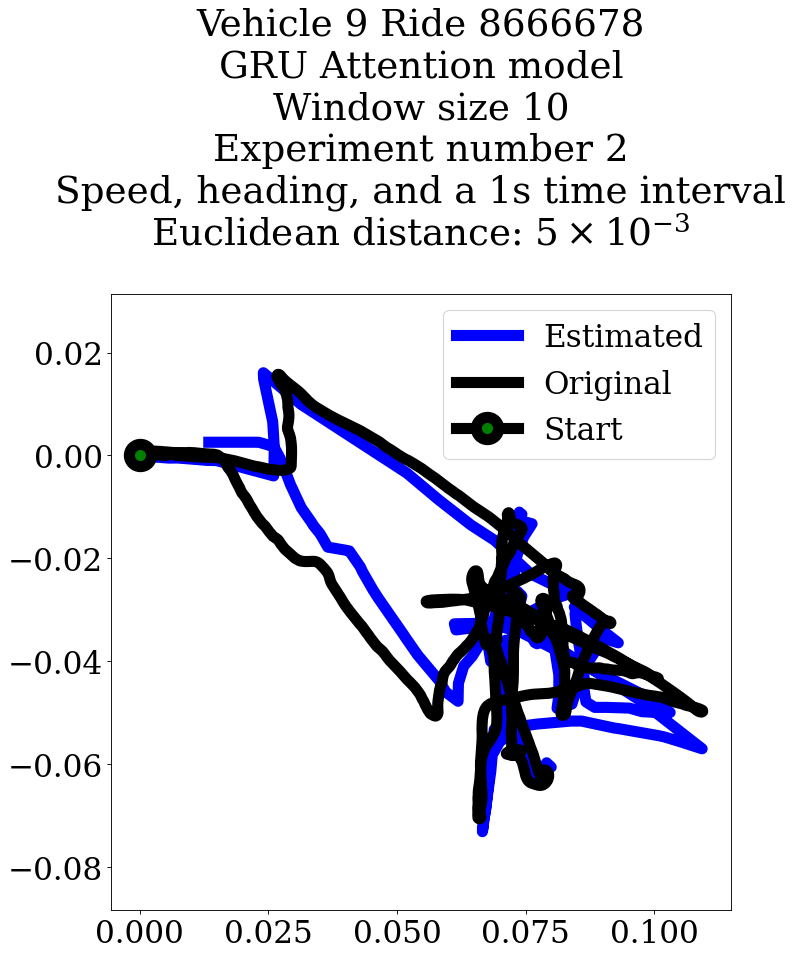 Vehicle 9 Ride 8666678
GRU Attention model
Window size 10
Experiment number 2
Speed, heading, and a 1s time interval
Euclidean distance: 5 × 10⁻³
Estimated
Original
Start
0.02
0.00
−0.02
−0.04
−0.06
−0.08
0.000 0.025 0.050 0.075 0.100